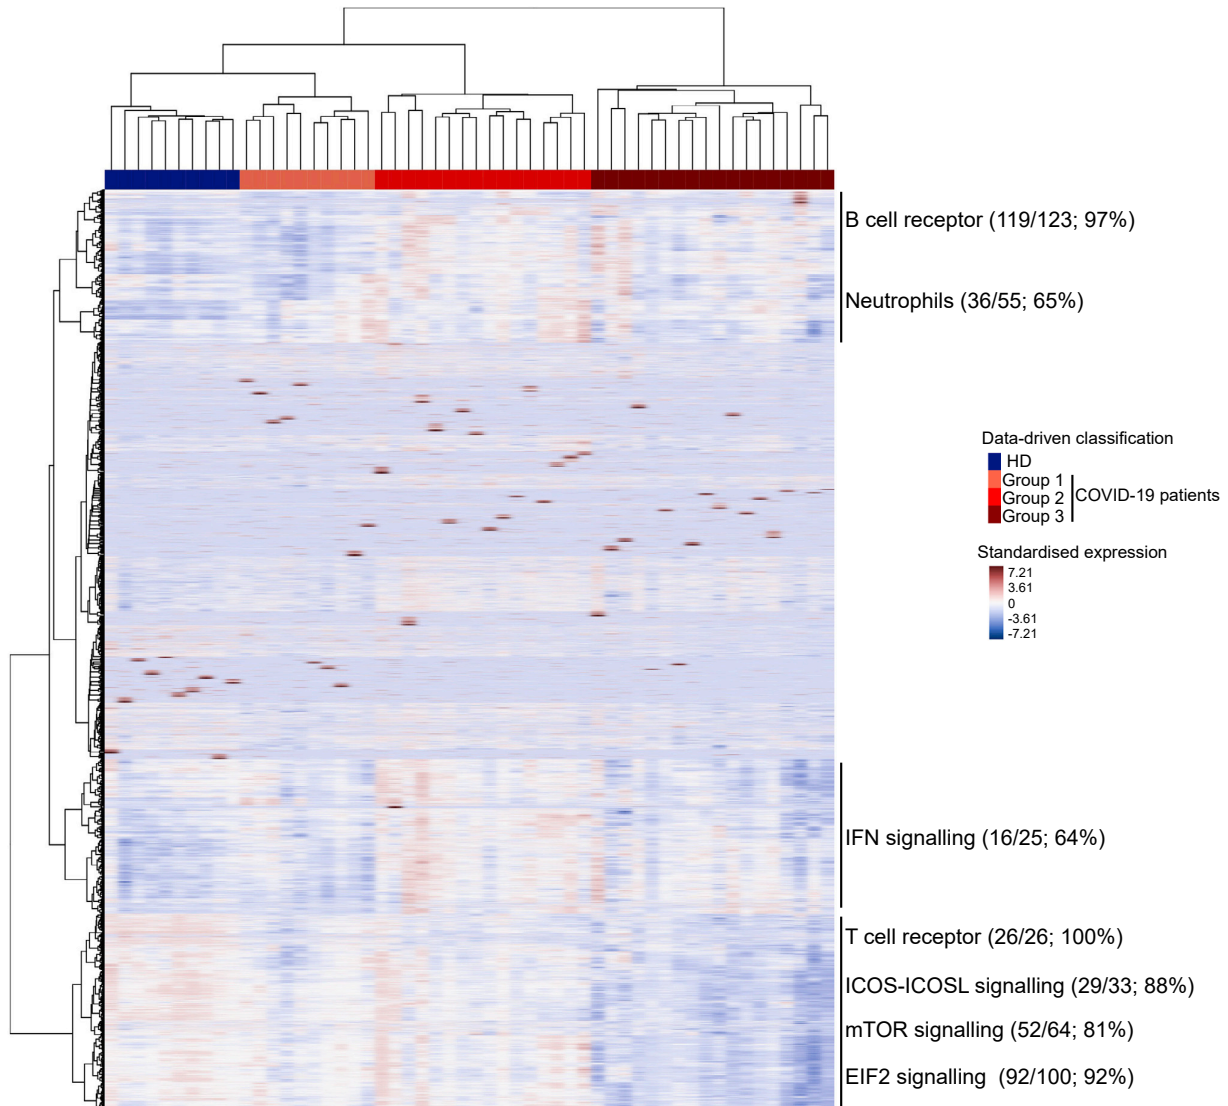 B cell receptor (119/123; 97%)
Neutrophils (36/55; 65%)
Data-driven classification
HD
Group 1
Group 2
Group 3
COVID-19 patients
Standardised expression
7.21
3.61
0
-3.61
-7.21
IFN signalling (16/25; 64%)
T cell receptor (26/26; 100%)
ICOS-ICOSL signalling (29/33; 88%)
mTOR signalling (52/64; 81%)
EIF2 signalling (92/100; 92%)